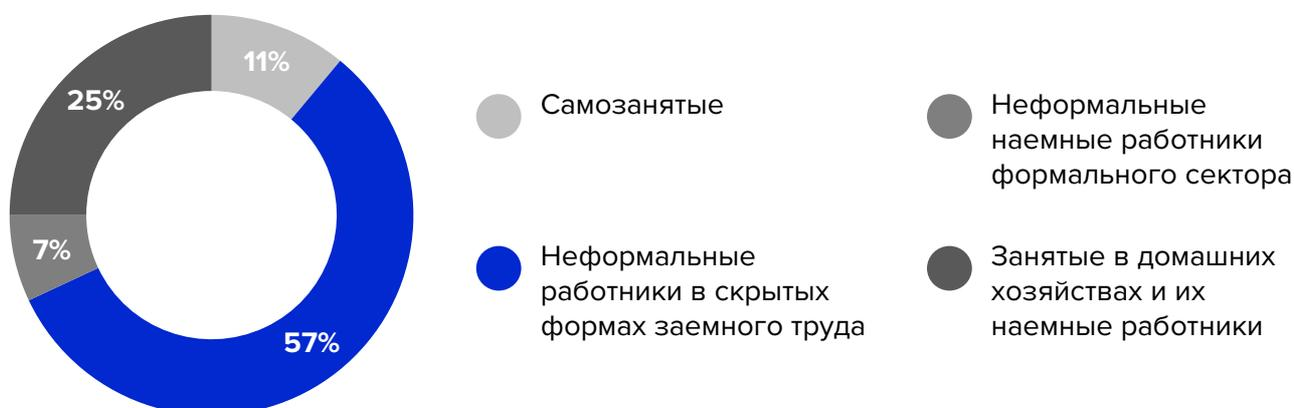 11%
25%
7%
57%
Самозанятые
Неформальные
работники в скрытых
формах заемного труда
Неформальные
наемные работники
формального сектора
Занятые в домашних
хозяйствах и их
наемные работники